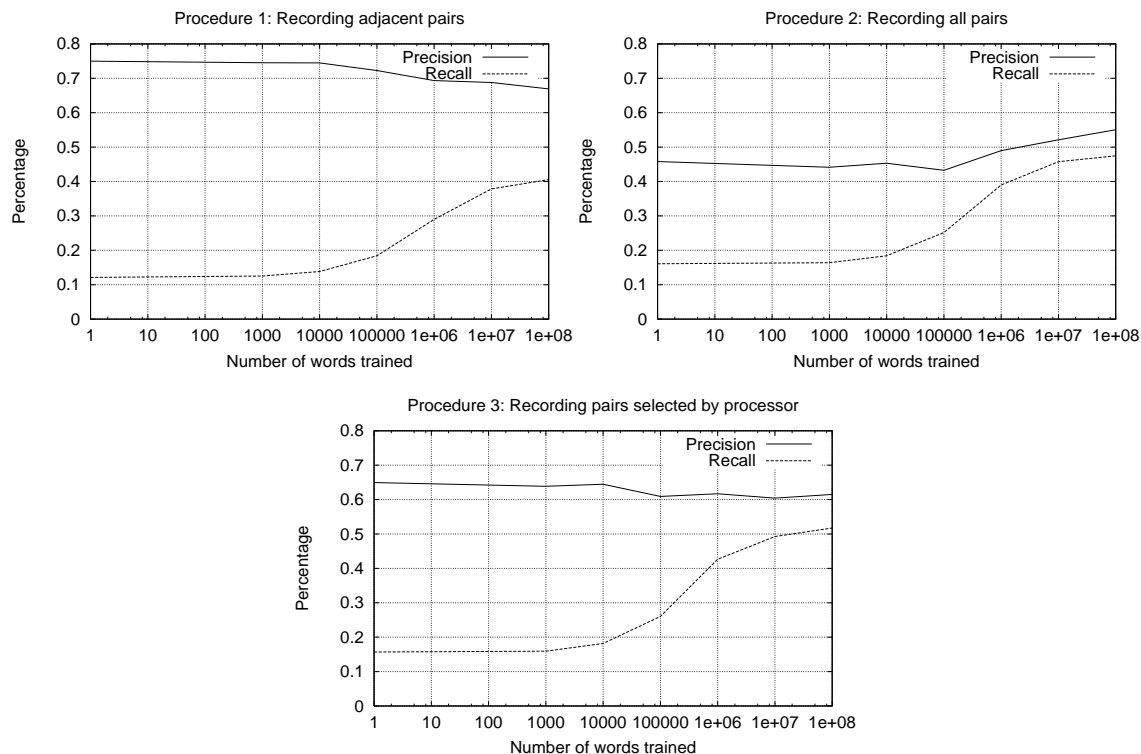 Procedure 1: Recording adjacent pairs
0.8
0.7
0.6
0.5
0.4
0.3
0.2
0.1
0
Percentage
Precision
Recall
1 10 100 1000 10000 100000 1e+06 1e+07 1e+08
Number of words trained
Procedure 2: Recording all pairs
0.8
0.7
0.6
0.5
0.4
0.3
0.2
0.1
0
Percentage
Precision
Recall
1 10 100 1000 10000 100000 1e+06 1e+07 1e+08
Number of words trained
Procedure 3: Recording pairs selected by processor
0.8
0.7
0.6
0.5
0.4
0.3
0.2
0.1
0
Percentage
Precision
Recall
1 10 100 1000 10000 100000 1e+06 1e+07 1e+08
Number of words trained